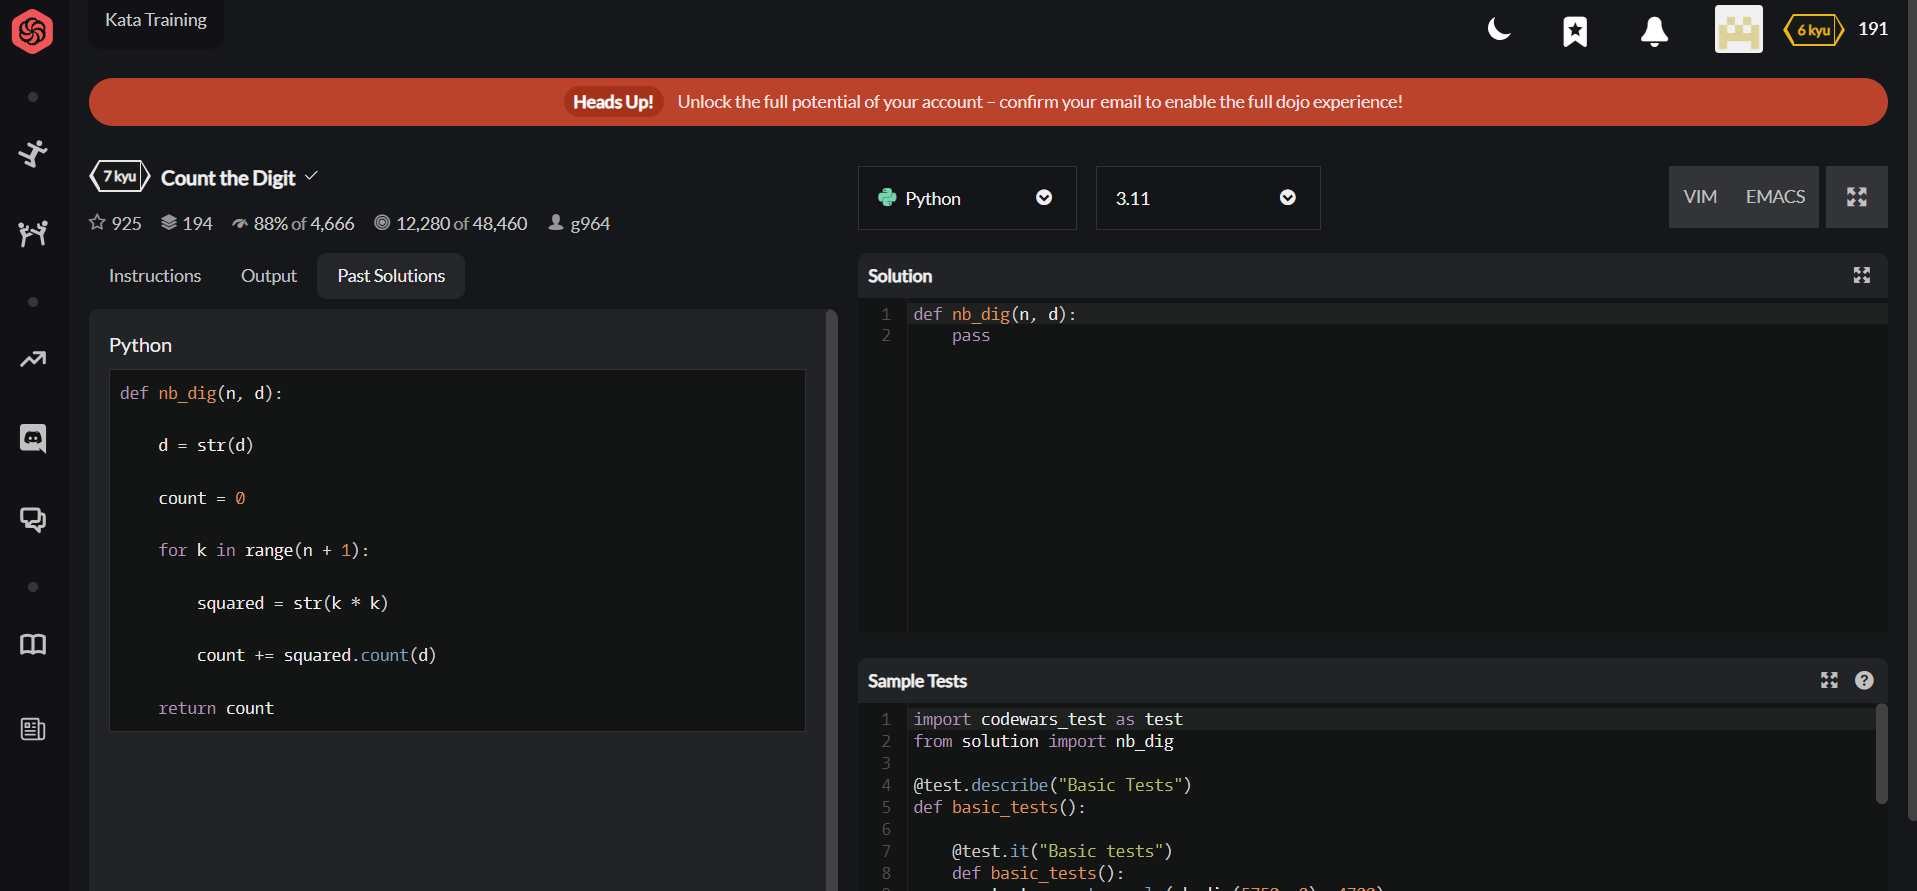 Kata Training
6 kyu
191
Heads Up! Unlock the full potential of your account – confirm your email to enable the full dojo experience!
7 kyu
Count the Digit
925
194
88% of 4,666
12,280 of 48,460
g964
Python
3.11
VIM
EMACS
Instructions
Output
Past Solutions
Python
def nb_dig(n, d):
    d = str(d)
    count = 0
    for k in range(n + 1):
        squared = str(k * k)
        count += squared.count(d)
    return count
Solution
1 def nb_dig(n, d):
2     pass
Sample Tests
?
1 import codewars_test as test
2 from solution import nb_dig
3
4 @test.describe("Basic Tests")
5 def basic_tests():
6
7     @test.it("Basic tests")
8     def basic_tests():